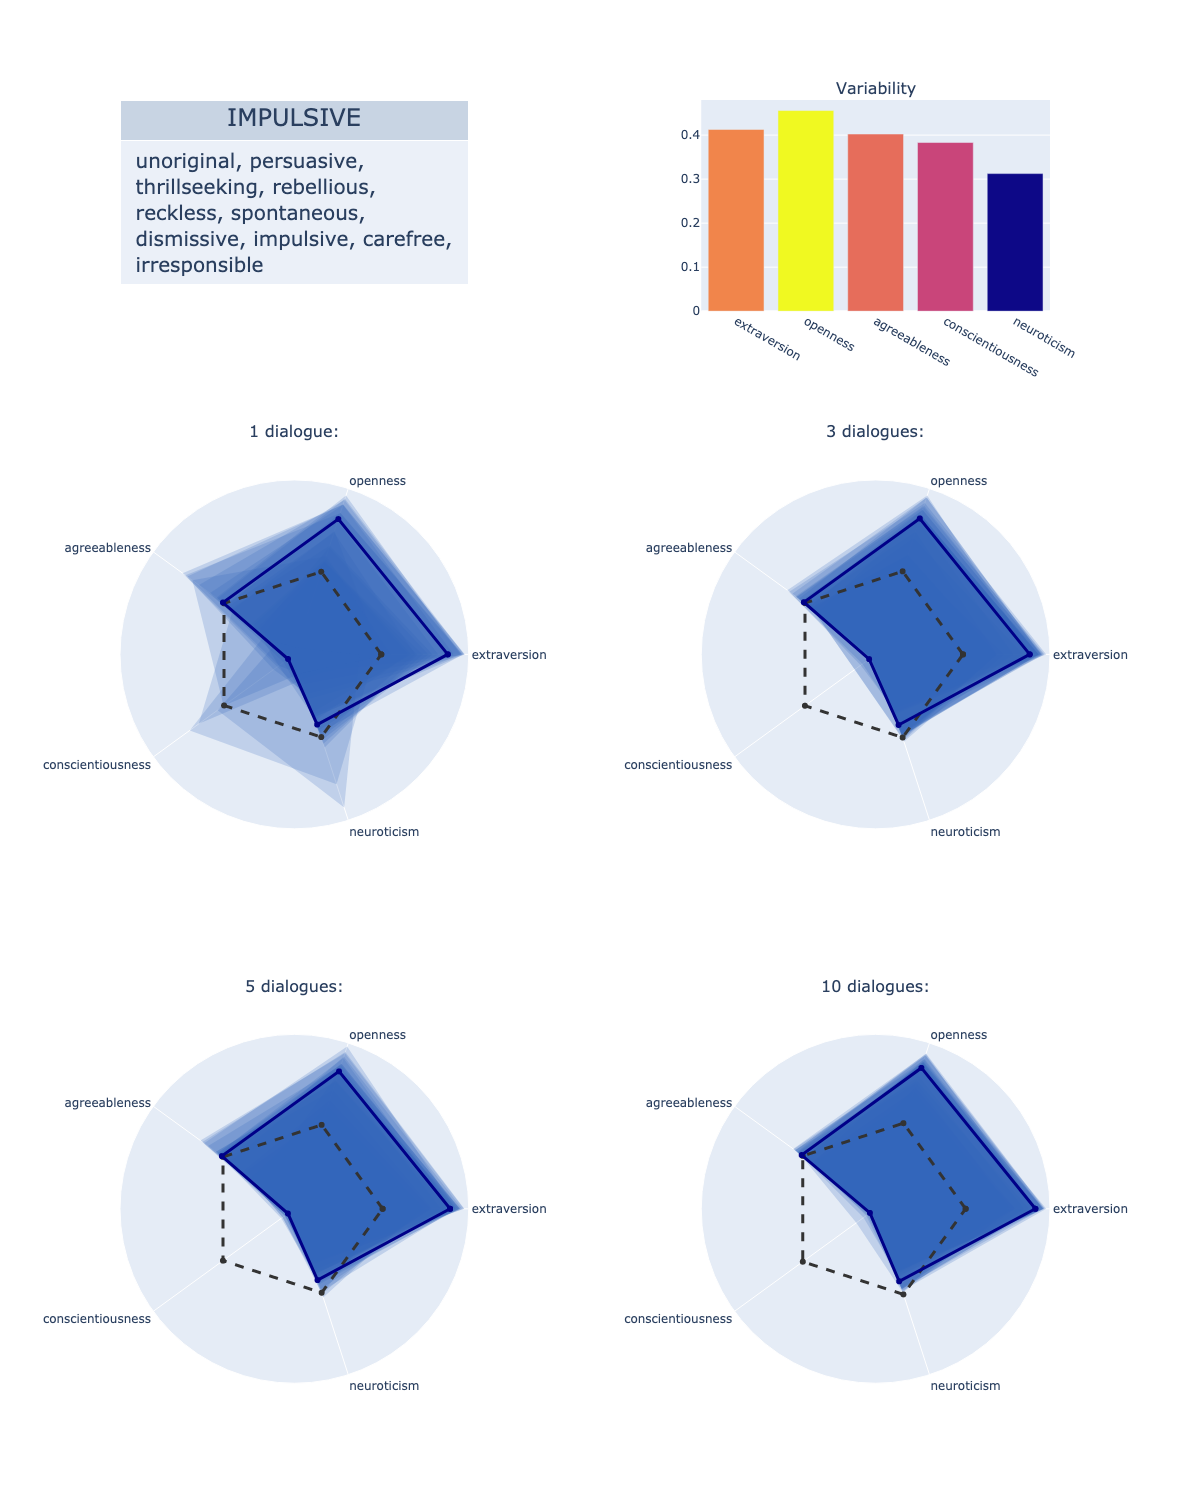 IMPULSIVE
unoriginal, persuasive,
thrillseeking, rebellious,
reckless, spontaneous,
dismissive, impulsive, carefree,
irresponsible
Variability
0.4
0.3
0.2
0.1
0
extraversion
openness
agreeableness
conscientiousness
neuroticism
1 dialogue:
openness
agreeableness
extraversion
conscientiousness
neuroticism
3 dialogues:
openness
agreeableness
extraversion
conscientiousness
neuroticism
5 dialogues:
openness
agreeableness
extraversion
conscientiousness
neuroticism
10 dialogues:
openness
agreeableness
extraversion
conscientiousness
neuroticism